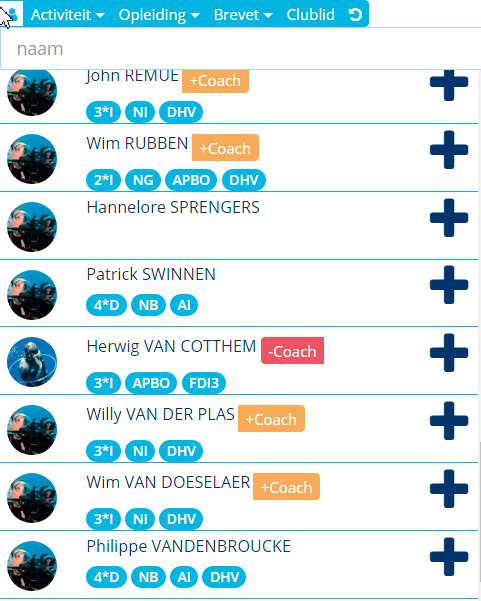 Activiteit Opleiding Brevet Clublid
naam
John REMUE +Coach
3*I NI DHV
Wim RUBBEN +Coach
2*I NG APBO DHV
Hannelore SPRENGERS
Patrick SWINNEN
4*D NB AI
Herwig VAN COTTHEM -Coach
3*I APBO FDI3
Willy VAN DER PLAS +Coach
3*I NI DHV
Wim VAN DOESELAER +Coach
3*I NI DHV
Philippe VANDENBROUCKE
4*D NB AI DHV